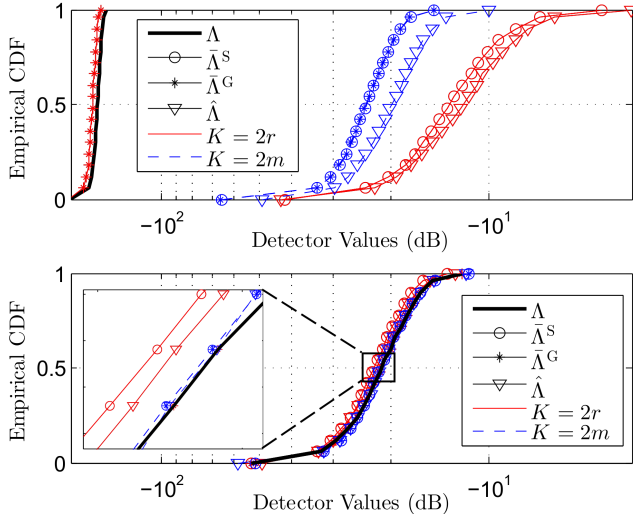 Empirical CDF
1
0.5
0
Λ
Λ̄ˢ
Λ̄ᴳ
Λ̂
K = 2r
K = 2m
−10²
−10¹
Detector Values (dB)
Empirical CDF
1
0.5
0
Λ
Λ̄ˢ
Λ̄ᴳ
Λ̂
K = 2r
K = 2m
−10²
−10¹
Detector Values (dB)